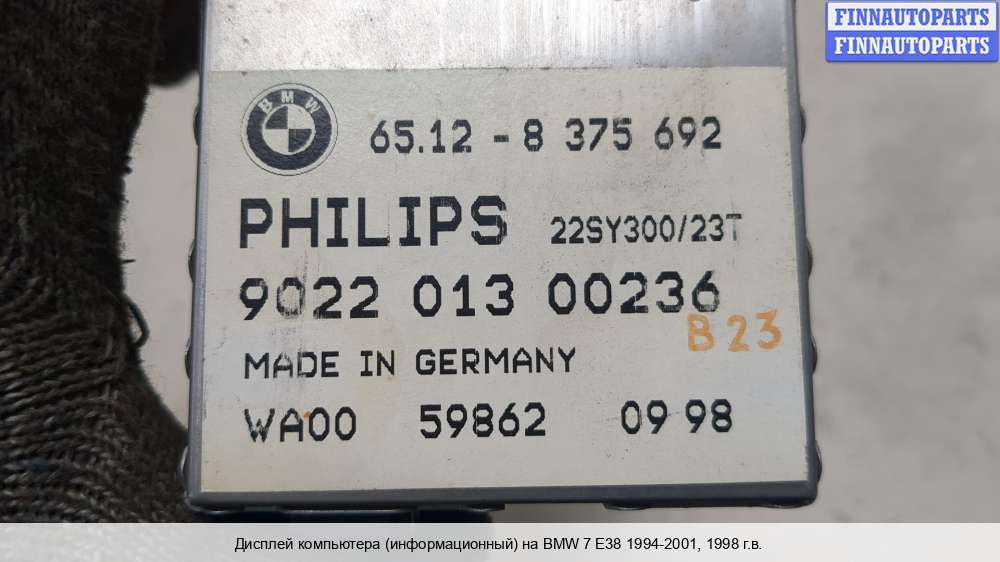 FINNAUTOPARTS
FINNAUTOPARTS
BMW
65.12 - 8 375 692
PHILIPS 22SY300/23T
9022 013 00236
B23
MADE IN GERMANY
WA00 59862 09 98
Дисплей компьютера (информационный) на BMW 7 E38 1994-2001, 1998 г.в.